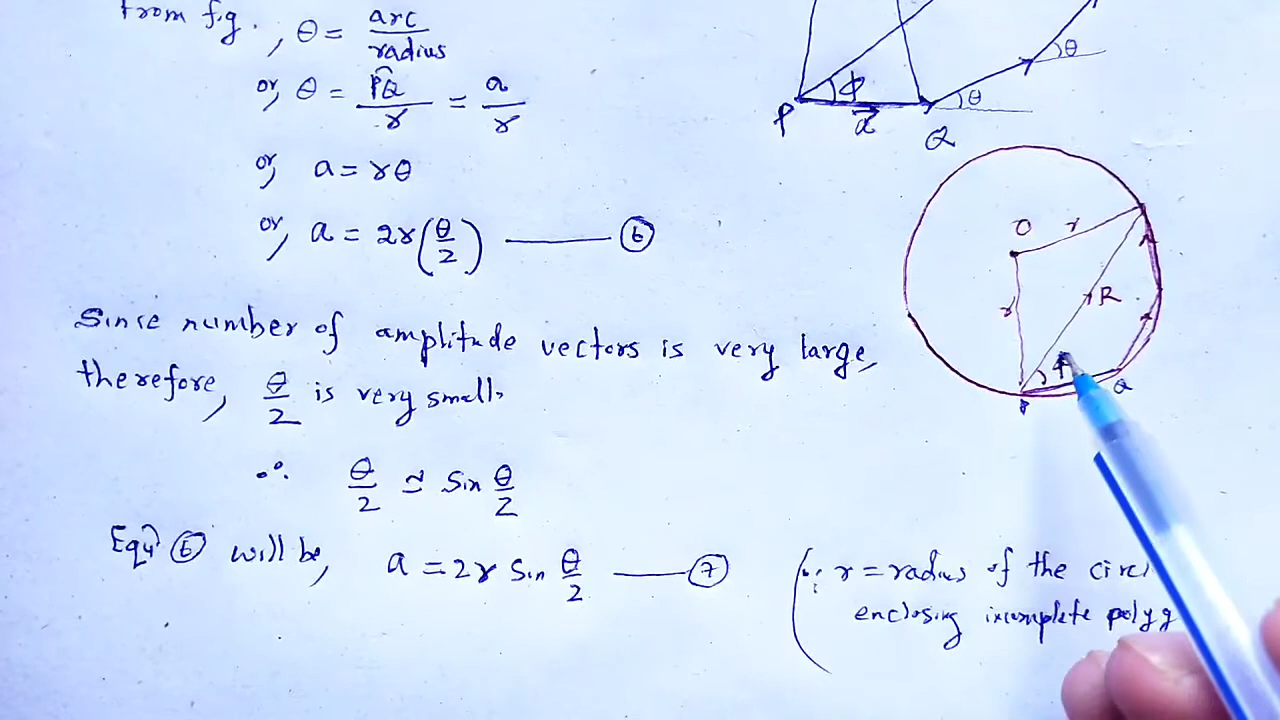 From fig., θ = arc/radius
or, θ = PQ/r = a/r
or, a = rθ
or, a = 2r(θ/2) ——— ⑥
Since number of amplitude vectors is very large,
therefore, θ/2 is very small.
∴ θ/2 ≃ Sin θ/2
Eqn ⑥ will be, a = 2r Sin θ/2 ——— ⑦
(∵ r = radius of the circ
enclosing incomplete polyg
θ
ϕ
θ
P
a
Q
O
r
r
R
ϕ
P
Q